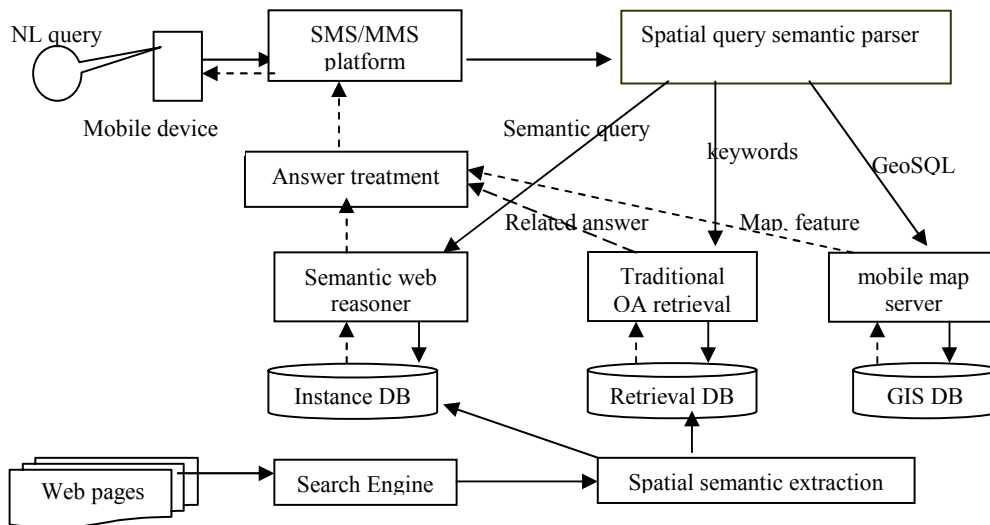 NL query
SMS/MMS
platform
Spatial query semantic parser
Mobile device
Semantic query
keywords
GeoSQL
Answer treatment
Related answer
Map, feature
Semantic web
reasoner
Traditional
QA retrieval
mobile map
server
Instance DB
Retrieval DB
GIS DB
Web pages
Search Engine
Spatial semantic extraction